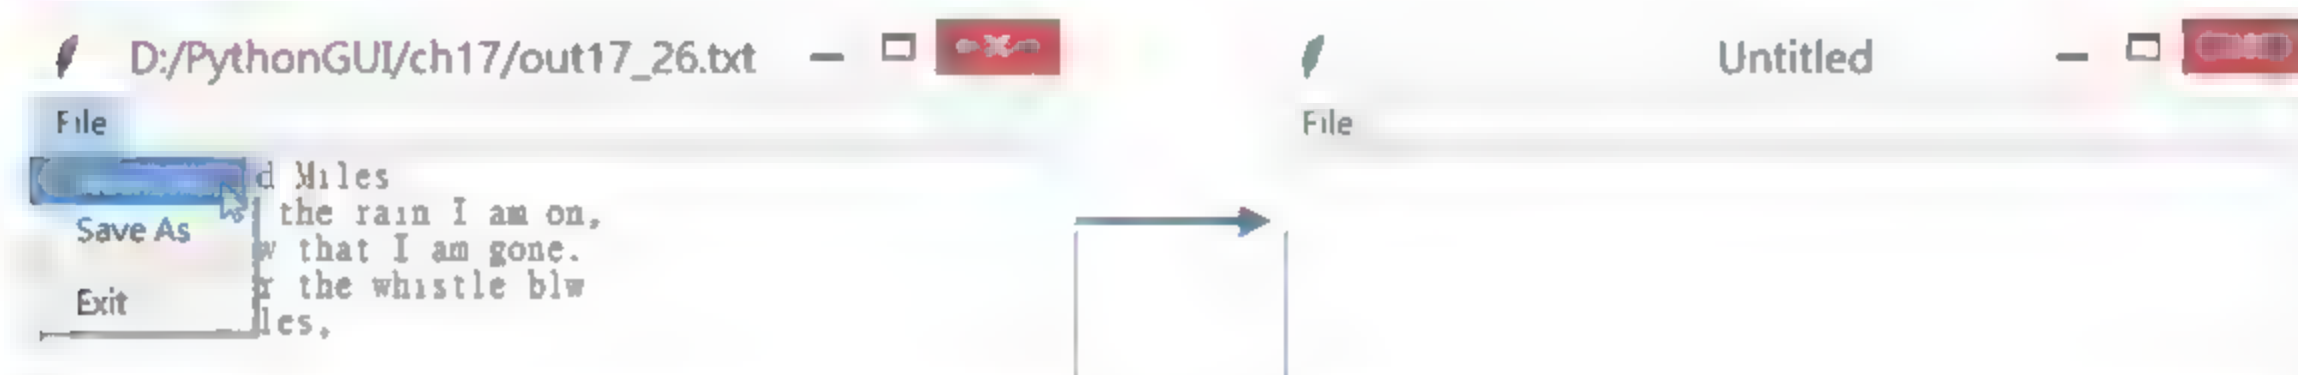 D:/PythonGUI/ch17/out17_26.txt
File
d Miles
the rain I am on,
Save As
w that I am gone.
r the whistle blw
Exit
les,
Untitled
File